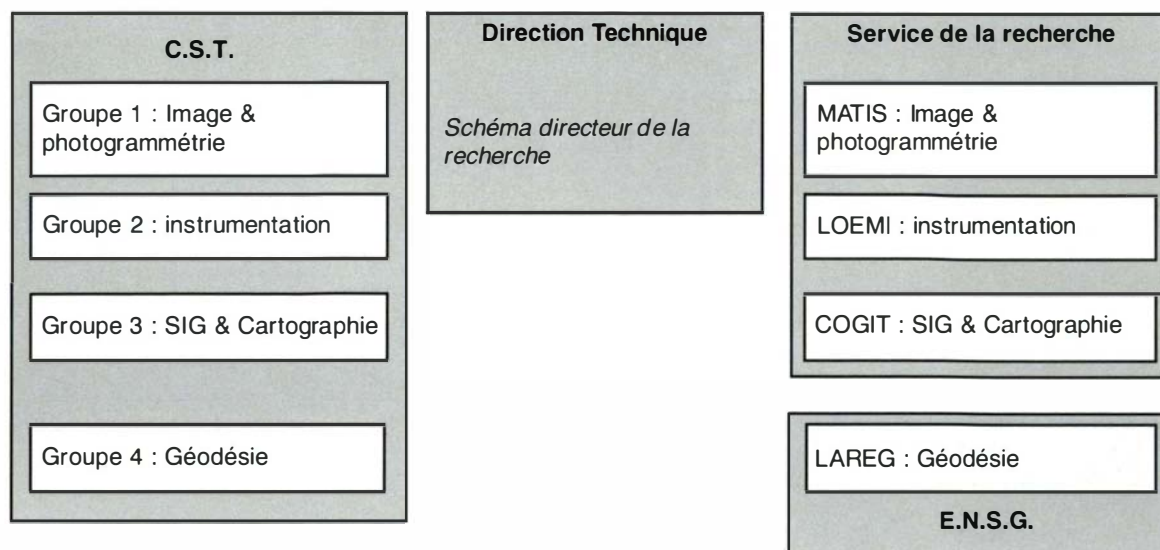 C.S.T.
Groupe 1 : Image &
photogrammétrie
Groupe 2 : instrumentation
Groupe 3 : SIG & Cartographie
Groupe 4 : Géodésie
Direction Technique
Schéma directeur de la
recherche
Service de la recherche
MATIS : Image &
photogrammétrie
LOEMI : instrumentation
COGIT : SIG & Cartographie
LAREG : Géodésie
E.N.S.G.